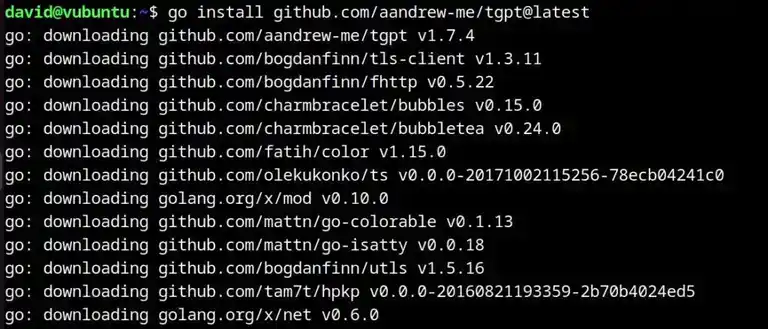 david@vubuntu:~$ go install github.com/aandrew-me/tgpt@latest
go: downloading github.com/aandrew-me/tgpt v1.7.4
go: downloading github.com/bogdanfinn/tls-client v1.3.11
go: downloading github.com/bogdanfinn/fhttp v0.5.22
go: downloading github.com/charmbracelet/bubbles v0.15.0
go: downloading github.com/charmbracelet/bubbletea v0.24.0
go: downloading github.com/fatih/color v1.15.0
go: downloading github.com/olekukonko/ts v0.0.0-20171002115256-78ecb04241c0
go: downloading golang.org/x/mod v0.10.0
go: downloading github.com/mattn/go-colorable v0.1.13
go: downloading github.com/mattn/go-isatty v0.0.18
go: downloading github.com/bogdanfinn/utls v1.5.16
go: downloading github.com/tam7t/hpkp v0.0.0-20160821193359-2b70b4024ed5
go: downloading golang.org/x/net v0.6.0